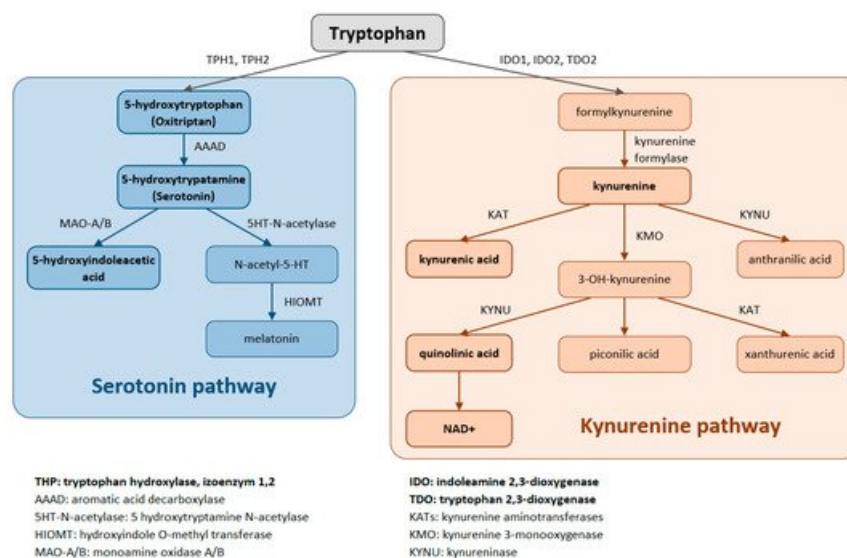 Tryptophan
TPH1, TPH2
IDO1, IDO2, TDO2
5-hydroxytryptophan
(Oxitriptan)
AAAD
5-hydroxytrypatamine
(Serotonin)
MAO-A/B
5HT-N-acetylase
5-hydroxyindoleacetic
acid
N-acetyl-5-HT
HIOMT
melatonin
Serotonin pathway
formylkynurenine
kynurenine
formylase
kynurenine
KAT
KMO
KYNU
kynurenic acid
3-OH-kynurenine
anthranilic acid
KYNU
KAT
quinolinic acid
piconilic acid
xanthurenic acid
NAD+
Kynurenine pathway
THP: tryptophan hydroxylase, izoenzym 1,2
AAAD: aromatic acid decarboxylase
5HT-N-acetylase: 5 hydroxytryptamine N-acetylase
HIOMT: hydroxyindole O-methyl transferase
MAO-A/B: monoamine oxidase A/B
IDO: indoleamine 2,3-dioxygenase
TDO: tryptophan 2,3-dioxygenase
KATs: kynurenine aminotransferases
KMO: kynurenine 3-monooxygenase
KYNU: kynureninase